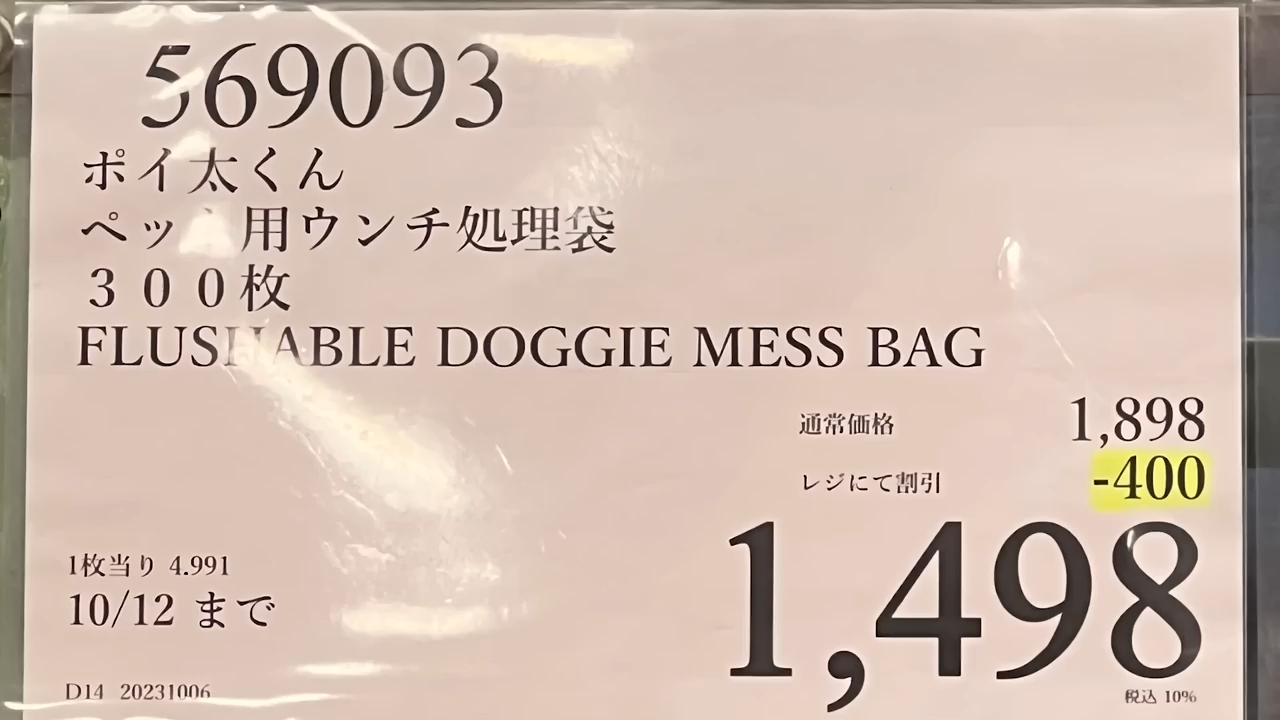 569093
ポイ太くん
ペット用ウンチ処理袋
300枚
FLUSHABLE DOGGIE MESS BAG
通常価格 1,898
レジにて割引 -400
1,498
1枚当り 4.991
10/12 まで
D14 20231006
税込 10%